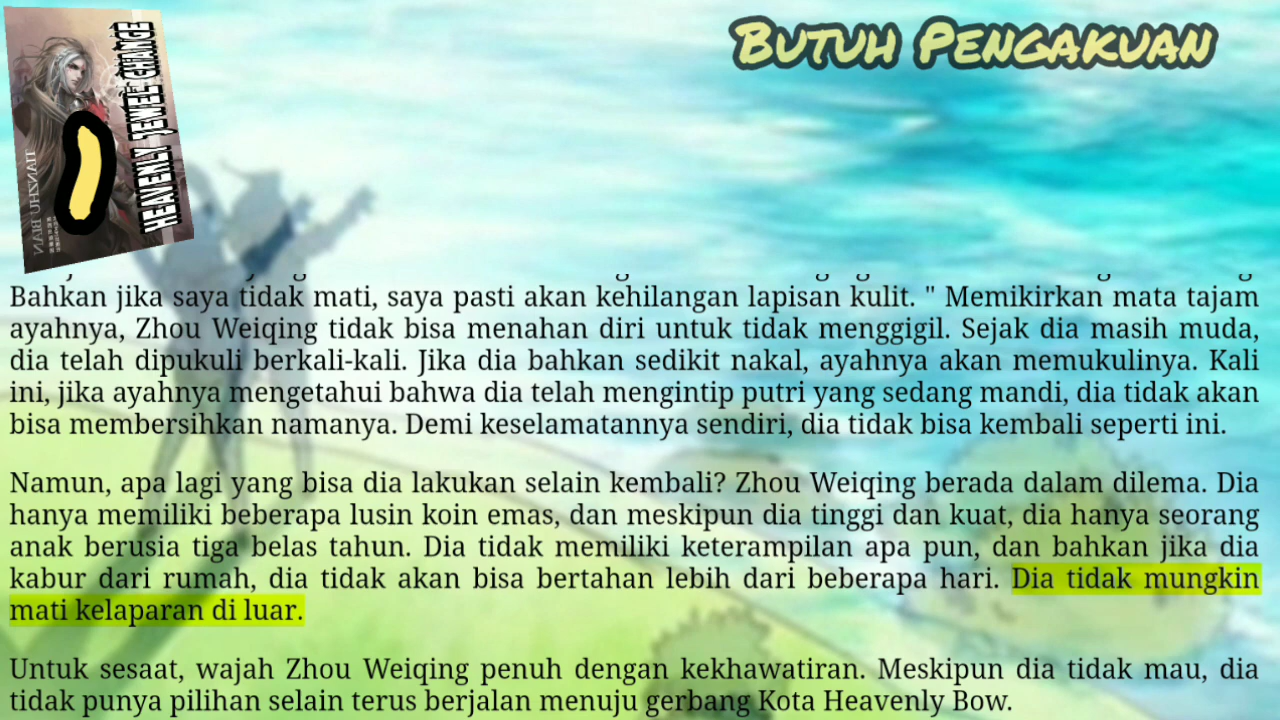 Butuh Pengakuan
HEAVENLY JEWEL CHANGE
TIANZHU BIAN
Bahkan jika saya tidak mati, saya pasti akan kehilangan lapisan kulit. " Memikirkan mata tajam
ayahnya, Zhou Weiqing tidak bisa menahan diri untuk tidak menggigil. Sejak dia masih muda,
dia telah dipukuli berkali-kali. Jika dia bahkan sedikit nakal, ayahnya akan memukulinya. Kali
ini, jika ayahnya mengetahui bahwa dia telah mengintip putri yang sedang mandi, dia tidak akan
bisa membersihkan namanya. Demi keselamatannya sendiri, dia tidak bisa kembali seperti ini.
Namun, apa lagi yang bisa dia lakukan selain kembali? Zhou Weiqing berada dalam dilema. Dia
hanya memiliki beberapa lusin koin emas, dan meskipun dia tinggi dan kuat, dia hanya seorang
anak berusia tiga belas tahun. Dia tidak memiliki keterampilan apa pun, dan bahkan jika dia
kabur dari rumah, dia tidak akan bisa bertahan lebih dari beberapa hari. Dia tidak mungkin
mati kelaparan di luar.
Untuk sesaat, wajah Zhou Weiqing penuh dengan kekhawatiran. Meskipun dia tidak mau, dia
tidak punya pilihan selain terus berjalan menuju gerbang Kota Heavenly Bow.